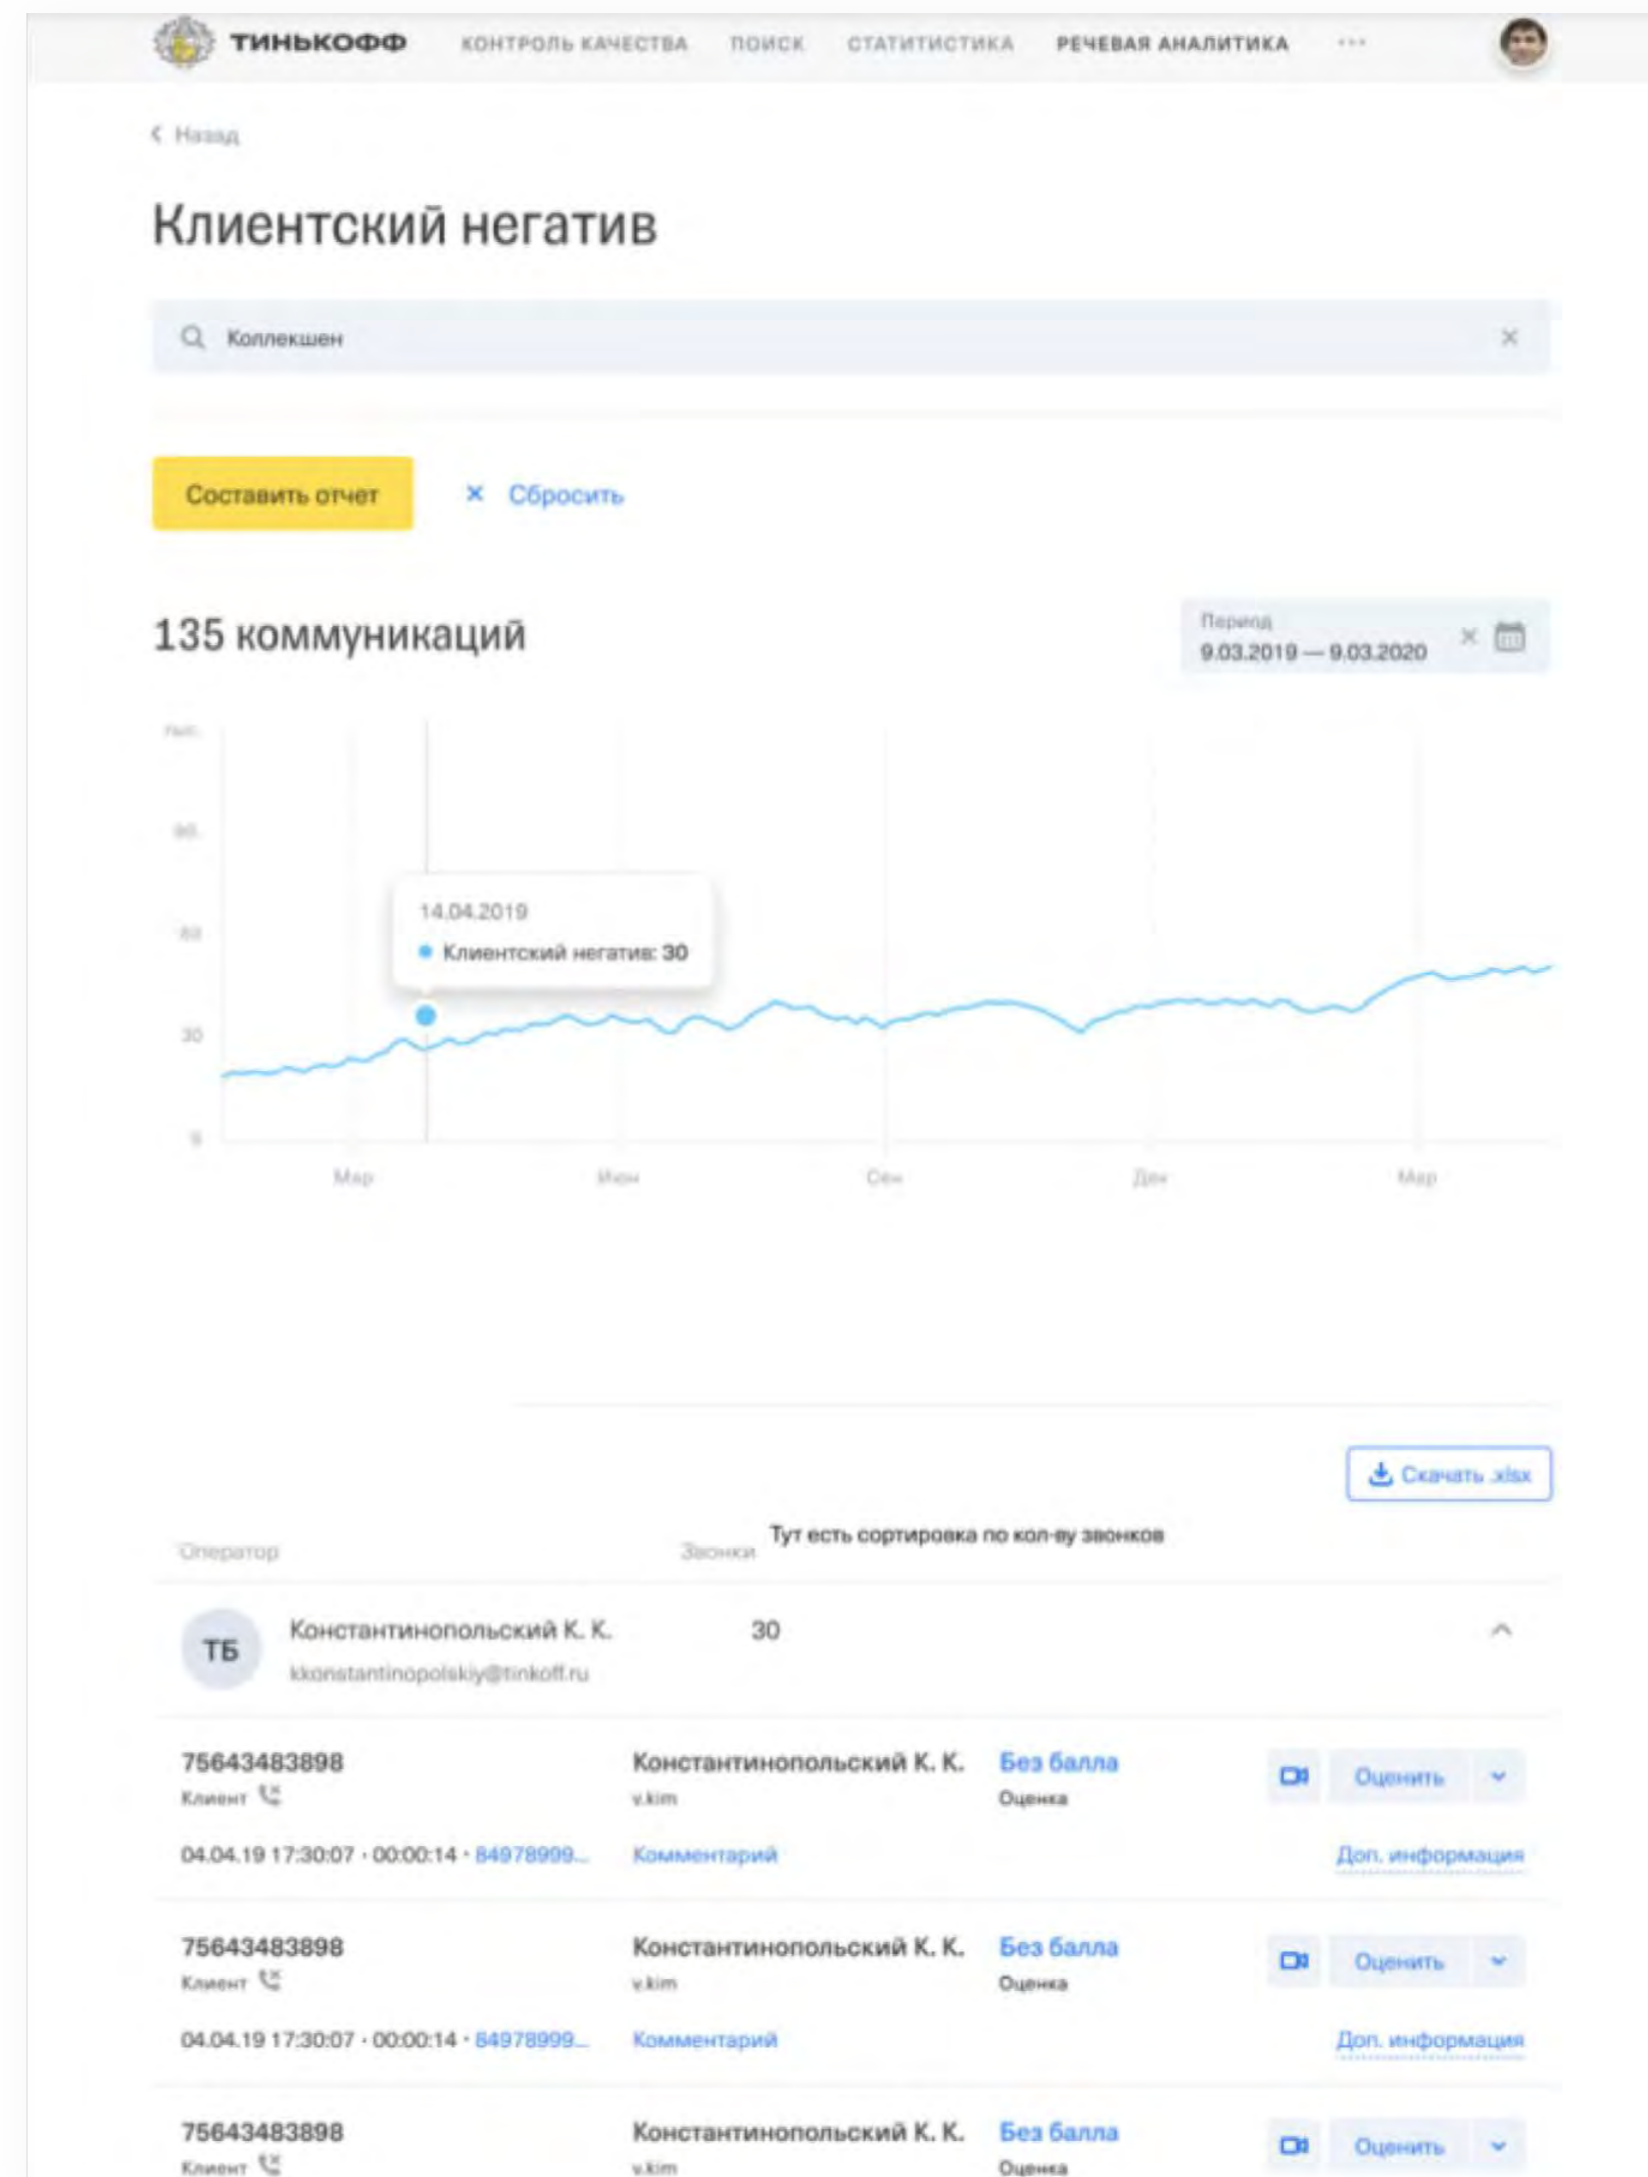 ТИНЬКОФФ КОНТРОЛЬ КАЧЕСТВА ПОИСК СТАТИТИСТИКА РЕЧЕВАЯ АНАЛИТИКА ...
Назад
Клиентский негатив
Коллекшен
Составить отчет × Сбросить
135 коммуникаций
Период
9.03.2019 — 9.03.2020
14.04.2019
Клиентский негатив: 30
30
Мар Июн Сен Дек Мар
Скачать .xlsx
Оператор Звонки Тут есть сортировка по кол-ву звонков
ТБ Константинопольский К. К. 30
kkonstantinopolskiy@tinkoff.ru
75643483898 Константинопольский К. К. Без балла Оценить
Клиент v.kim Оценка
04.04.19 17:30:07 · 00:00:14 · 84978999... Комментарий Доп. информация
75643483898 Константинопольский К. К. Без балла Оценить
Клиент v.kim Оценка
04.04.19 17:30:07 · 00:00:14 · 84978999... Комментарий Доп. информация
75643483898 Константинопольский К. К. Без балла Оценить
Клиент v.kim Оценка